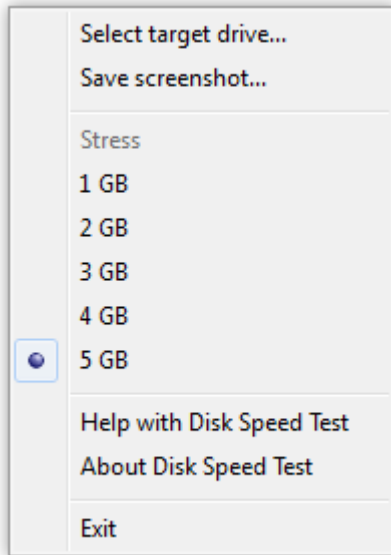 Select target drive...
Save screenshot...
Stress
1 GB
2 GB
3 GB
4 GB
5 GB
Help with Disk Speed Test
About Disk Speed Test
Exit